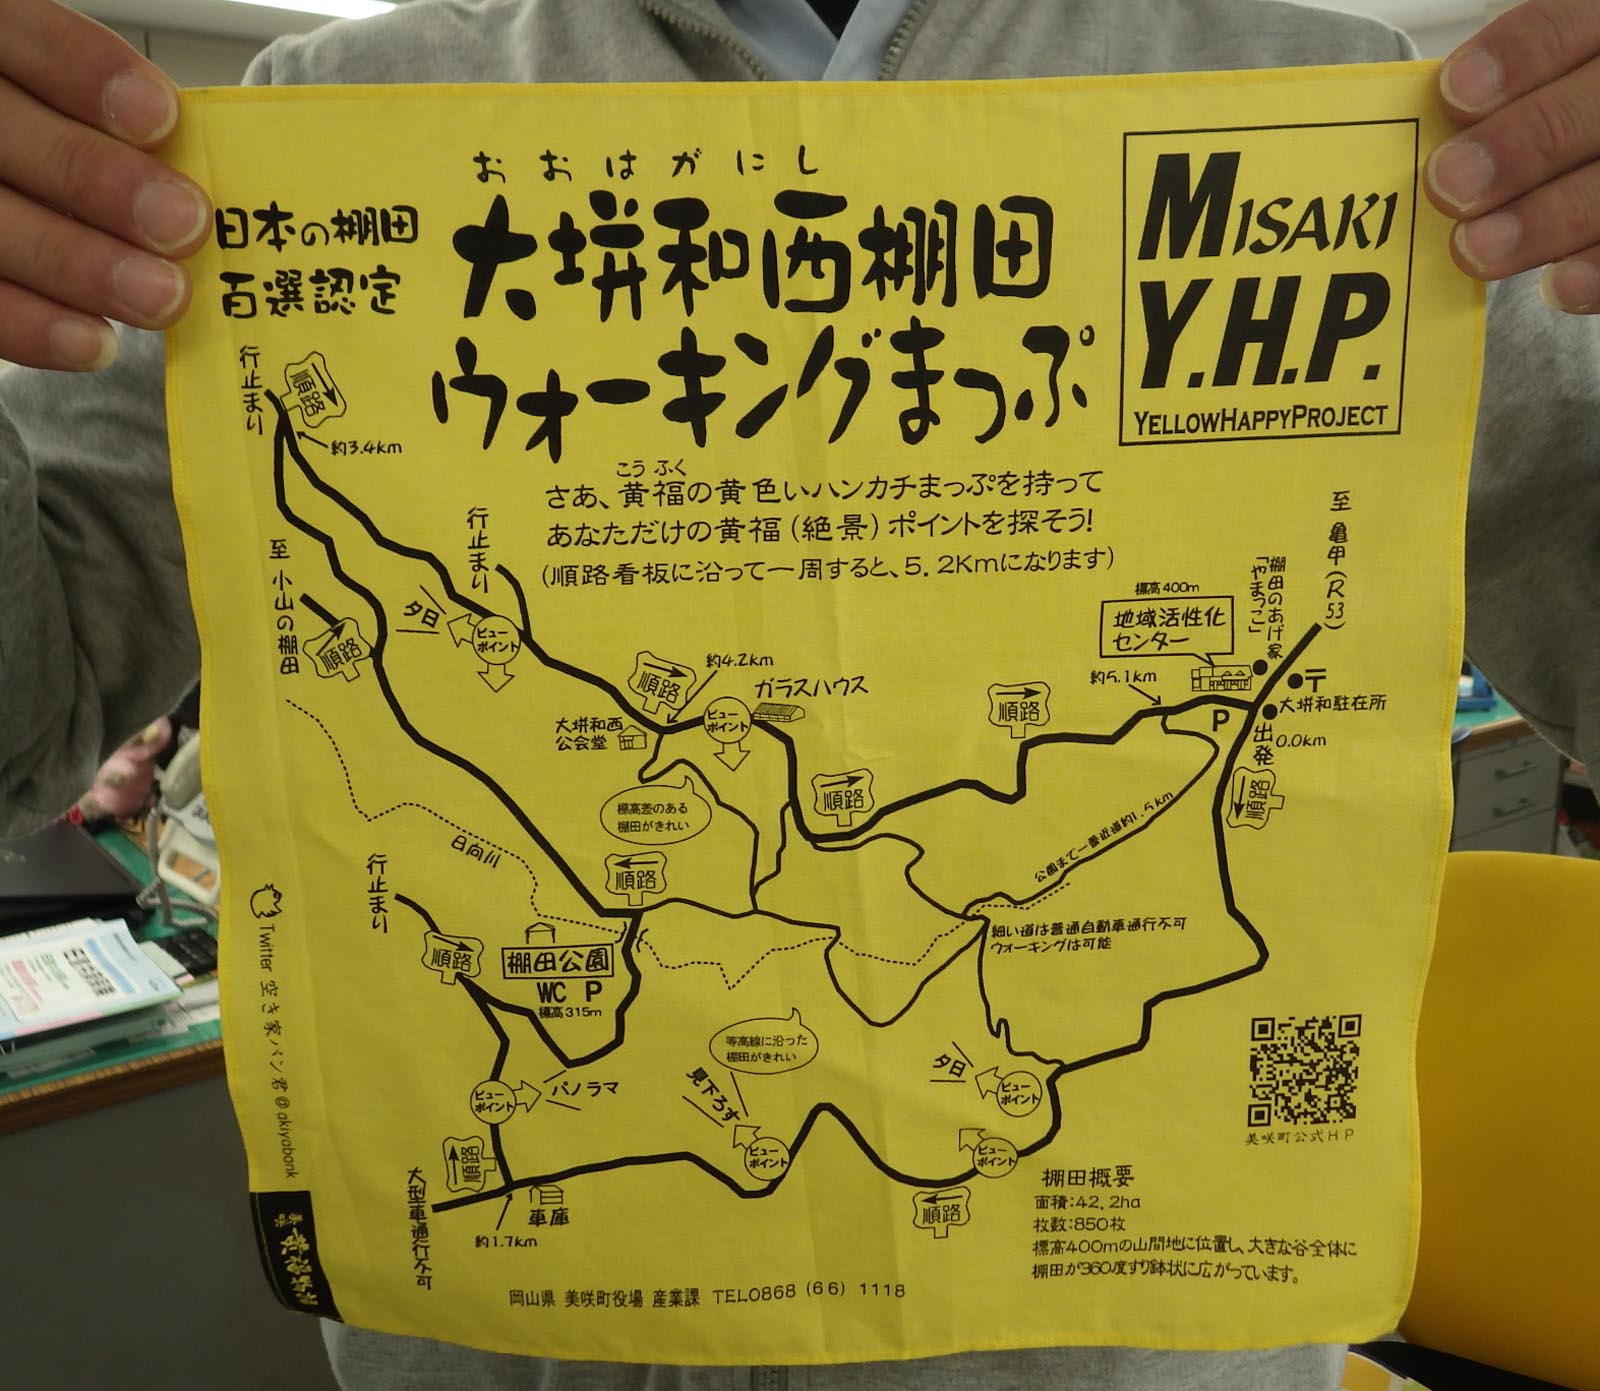 おおはがにし
日本の棚田
百選認定
大垪和西棚田
ウォーキングまっぷ
MISAKI
Y.H.P.
YELLOWHAPPYPROJECT
こうふく
さあ、黄福の黄色いハンカチまっぷを持って
あなただけの黄福(絶景)ポイントを探そう!
(順路看板に沿って一周すると、5.2Kmになります)
行止まり
順路
約3.4km
行止まり
至 小山の棚田
順路
夕日
ビューポイント
順路
約4.2km
ガラスハウス
ビューポイント
大垪和西
公会堂
標高差のある
棚田がきれい
順路
順路
標高400m
地域活性化
センター
棚田のあげ家
「やまっこ」
至 亀甲(R53)
約5.1km
P
〒
大垪和駐在所
出発
0.0km
順路
公園まで一番近道約1.5km
順路
日向川
行止まり
順路
棚田公園
WC P
標高315m
細い道は普通自動車通行不可
ウォーキングは可能
等高線に沿った
棚田がきれい
見下ろす
ビューポイント
パノラマ
ビューポイント
夕日
ビューポイント
ビューポイント
順路
順路
大型車通行不可
車庫
約1.7km
美咲町公式HP
棚田概要
面積:42.2ha
枚数:850枚
標高400mの山間地に位置し、大きな谷全体に
棚田が360度すり鉢状に広がっています。
岡山県 美咲町役場 産業課 TEL0868(66)1118
Twitter 空き家バン君@akiyabank